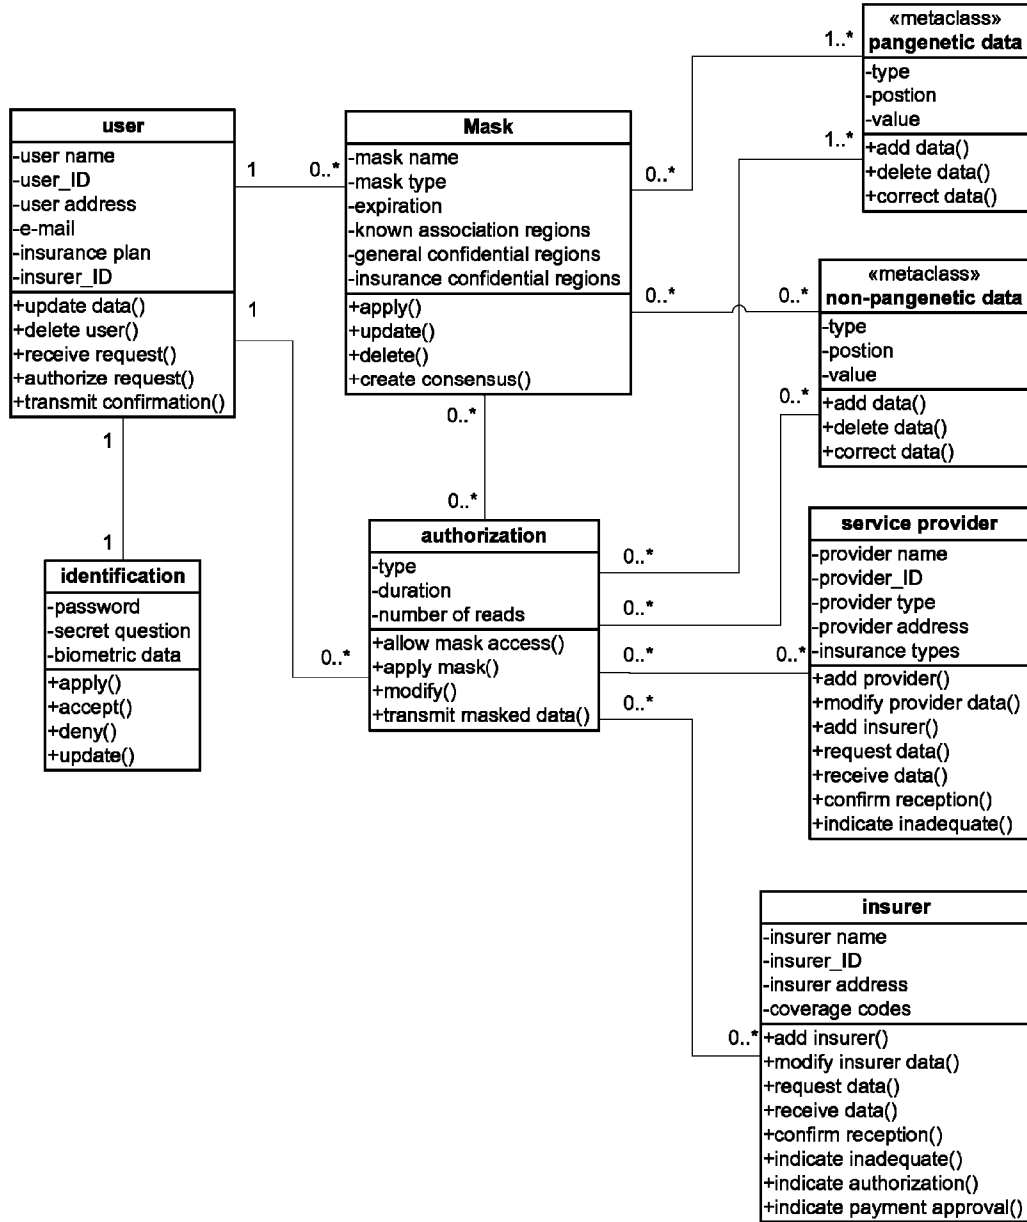 «metaclass»
pangenetic data
-type
-postion
-value
+add data()
+delete data()
+correct data()
1..*
1..*
0..*
user
-user name
-user_ID
-user address
-e-mail
-insurance plan
-insurer_ID
+update data()
+delete user()
+receive request()
+authorize request()
+transmit confirmation()
1
0..*
1
1
1
0..*
Mask
-mask name
-mask type
-expiration
-known association regions
-general confidential regions
-insurance confidential regions
+apply()
+update()
+delete()
+create consensus()
0..*
0..*
0..*
0..*
«metaclass»
non-pangenetic data
-type
-postion
-value
+add data()
+delete data()
+correct data()
0..*
identification
-password
-secret question
-biometric data
+apply()
+accept()
+deny()
+update()
authorization
-type
-duration
-number of reads
+allow mask access()
+apply mask()
+modify()
+transmit masked data()
0..*
0..*
0..*
0..*
0..*
service provider
-provider name
-provider_ID
-provider type
-provider address
-insurance types
+add provider()
+modify provider data()
+add insurer()
+request data()
+receive data()
+confirm reception()
+indicate inadequate()
0..*
insurer
-insurer name
-insurer_ID
-insurer address
-coverage codes
+add insurer()
+modify insurer data()
+request data()
+receive data()
+confirm reception()
+indicate inadequate()
+indicate authorization()
+indicate payment approval()